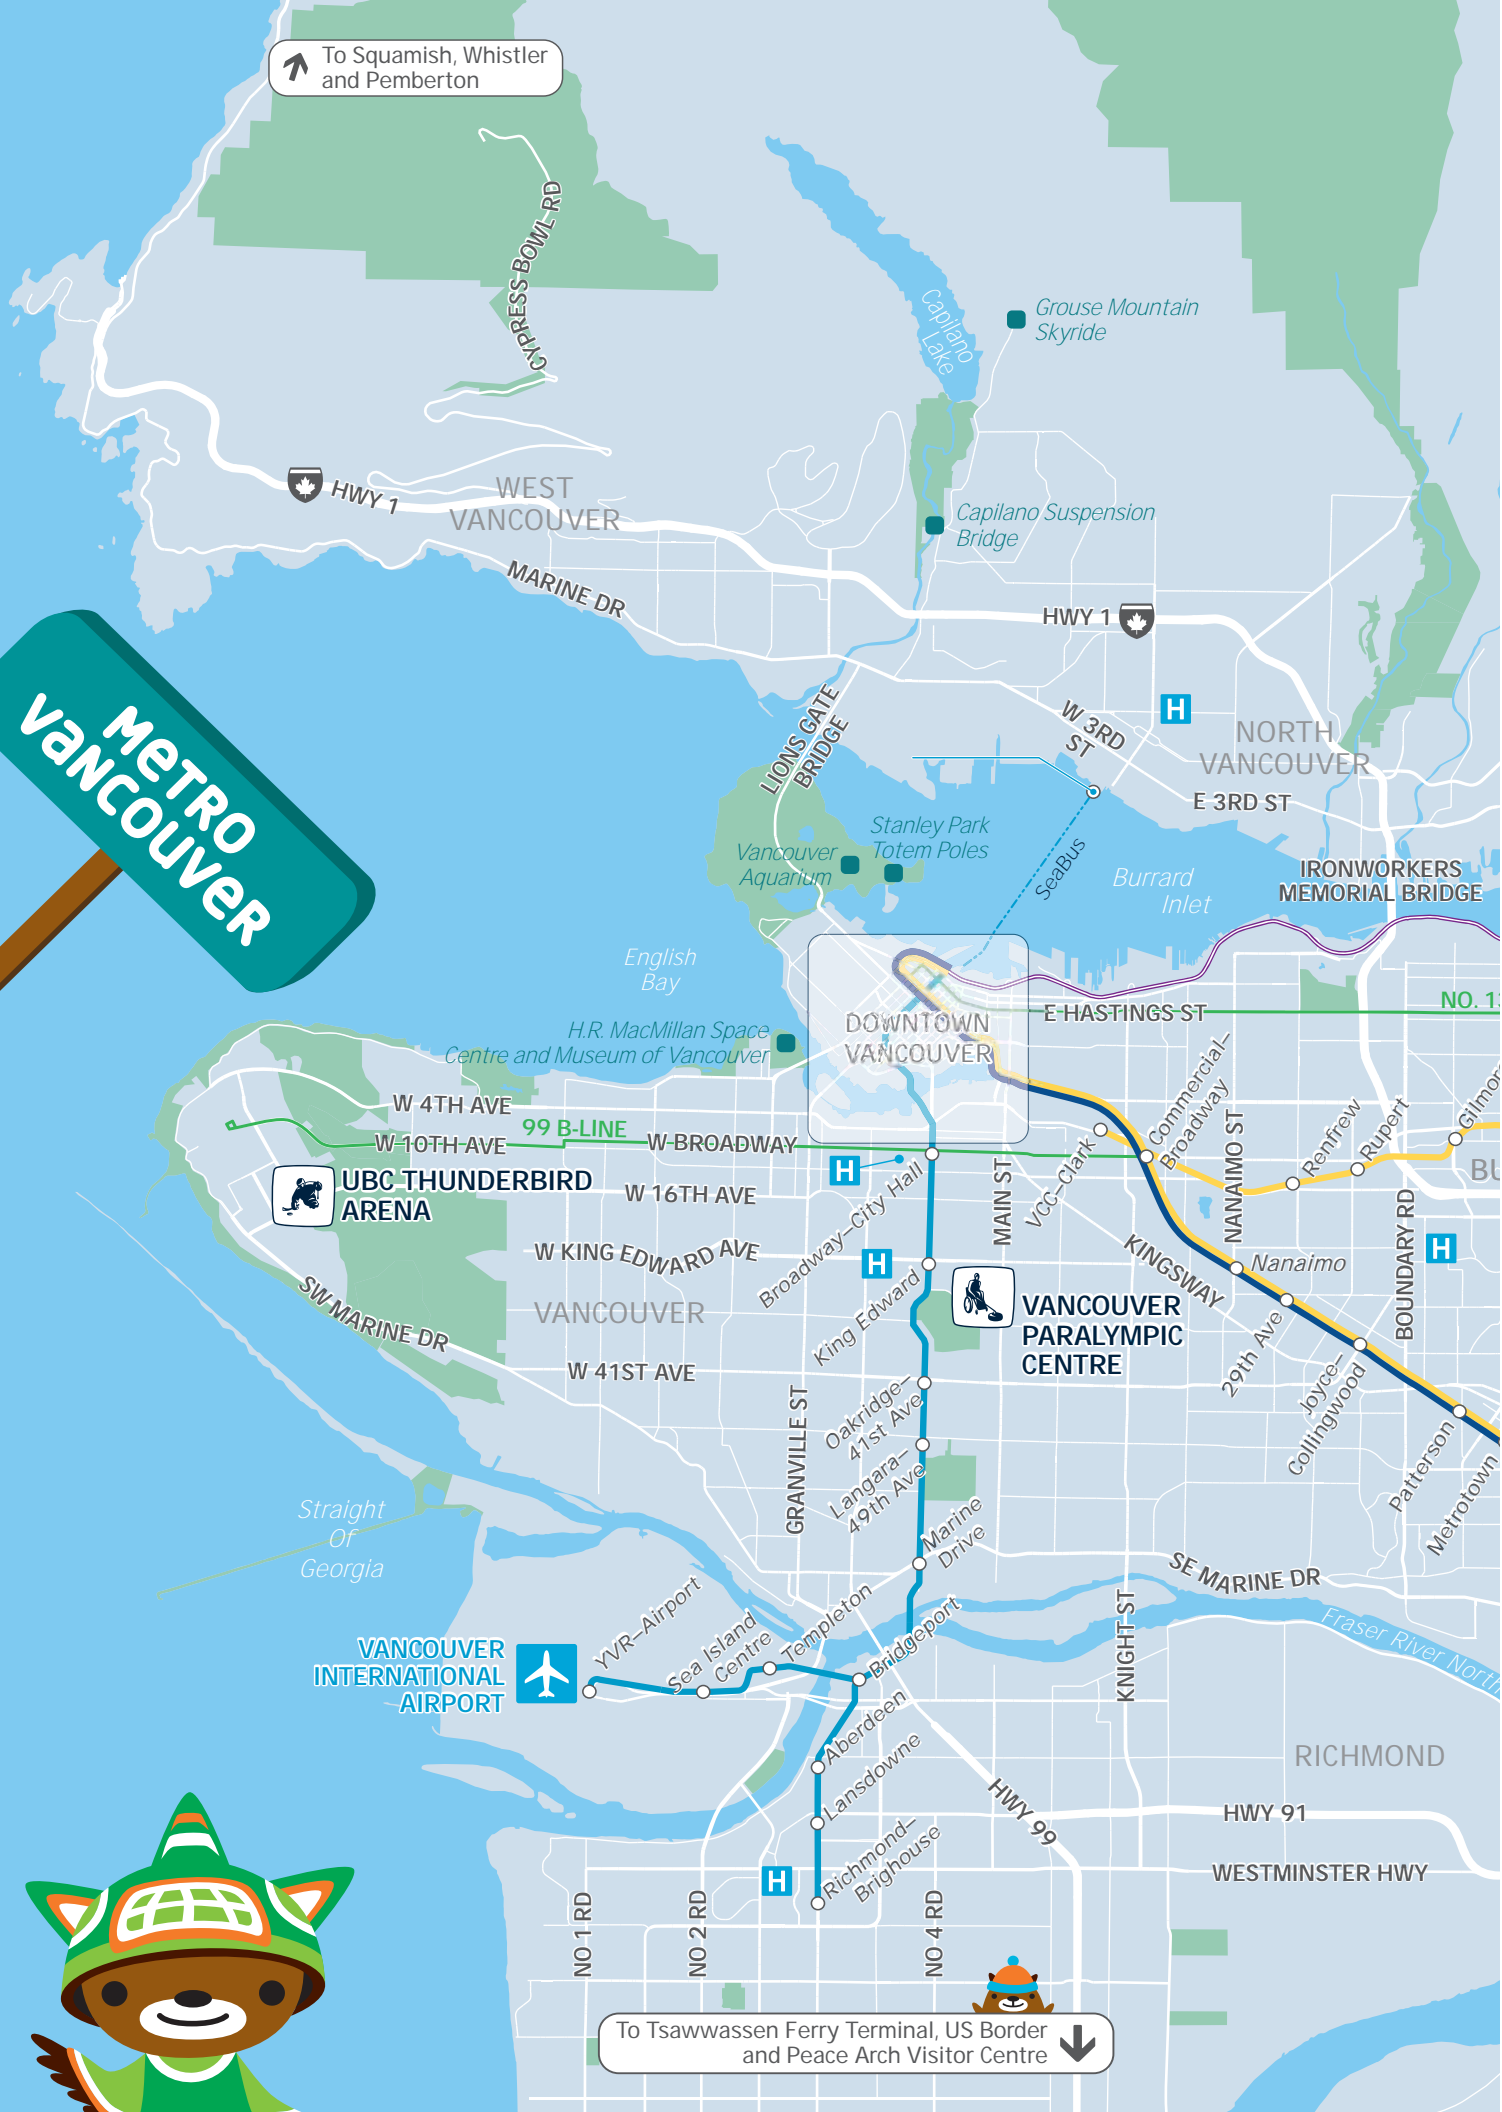 To Squamish, Whistler
and Pemberton
CYPRESS BOWL RD
Capilano
Lake
Grouse Mountain
Skyride
HWY 1
WEST
VANCOUVER
Capilano Suspension
Bridge
MARINE DR
HWY 1
METRO
VANCOUVER
LIONS GATE
BRIDGE
W 3RD
ST
H
NORTH
VANCOUVER
E 3RD ST
Stanley Park
Totem Poles
Vancouver
Aquarium
SeaBus
Burrard
Inlet
IRONWORKERS
MEMORIAL BRIDGE
English
Bay
H.R. MacMillan Space
Centre and Museum of Vancouver
DOWNTOWN
VANCOUVER
E HASTINGS ST
NO. 13
W 4TH AVE
99 B-LINE
W 10TH AVE
W BROADWAY
Commercial–
Broadway
VCC–Clark
NANAIMO ST
Renfrew
Rupert
Gilmore
BU
UBC THUNDERBIRD
ARENA
H
W 16TH AVE
Broadway–City Hall
MAIN ST
W KING EDWARD AVE
H
King Edward
KINGSWAY
Nanaimo
BOUNDARY RD
H
SW MARINE DR
VANCOUVER
VANCOUVER
PARALYMPIC
CENTRE
29th Ave
Joyce–
Collingwood
W 41ST AVE
Oakridge–
41st Ave
GRANVILLE ST
Langara–
49th Ave
Patterson
Metrotown
Straight
Of
Georgia
Marine
Drive
SE MARINE DR
KNIGHT ST
Fraser River North
VANCOUVER
INTERNATIONAL
AIRPORT
YVR–Airport
Sea Island
Centre
Templeton
Bridgeport
Aberdeen
Lansdowne
RICHMOND
HWY 99
HWY 91
Richmond–
Brighouse
H
WESTMINSTER HWY
NO 1 RD
NO 2 RD
NO 4 RD
To Tsawwassen Ferry Terminal, US Border
and Peace Arch Visitor Centre